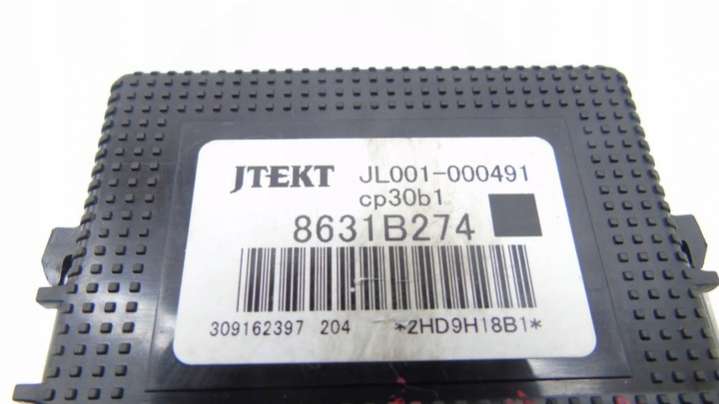 JTEKT JL001-000491
cp30b1
8631B274
309162397 204 *2HD9H18B1*